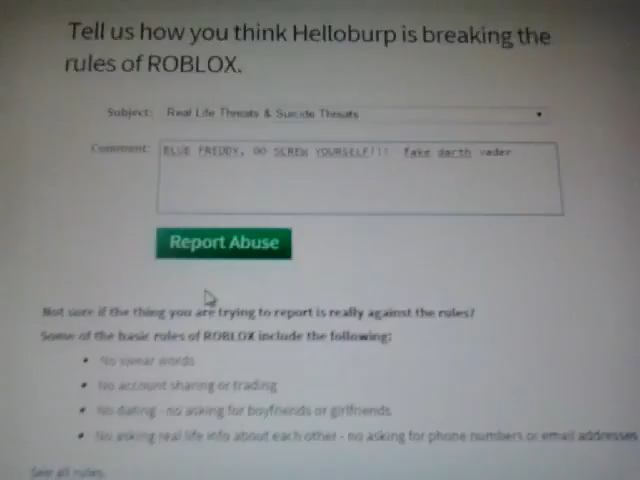 Tell us how you think Helloburp is breaking the
rules of ROBLOX.
Subject: Real Life Threats & Suicide Threats
Comment: BLUE FREDDY, GO SCREW YOURSELF!!! fake darth vader
Report Abuse
Not sure if the thing you are trying to report is really against the rules?
Some of the basic rules of ROBLOX include the following:
No swear words
No account sharing or trading
No dating - no asking for boyfriends or girlfriends
No asking real life info about each other - no asking for phone numbers or email addresses
See all rules